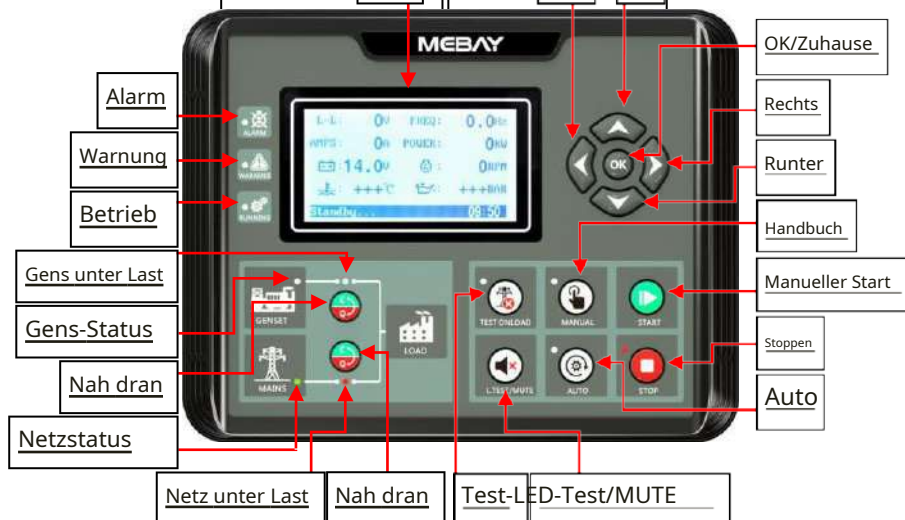 MEBAY
OK/Zuhause
Alarm
ALARM
L-L: 0V FREQ: 0.0Hz
Rechts
Warnung
WARNING
AMPS: 0A POWER: 0KW
OK
14.0V : 0RPM
Runter
Betrieb
RUNNING
: +++℃ : +++BAR
Standby... 09:50
Handbuch
Gens unter Last
Manueller Start
Gens-Status
GENSET
LOAD
TEST ONLOAD
MANUAL
START
Stoppen
Nah dran
MAINS
I.TEST/MUTE
AUTO
STOP
Auto
Netzstatus
Netz unter Last
Nah dran
Test-LED-Test/MUTE